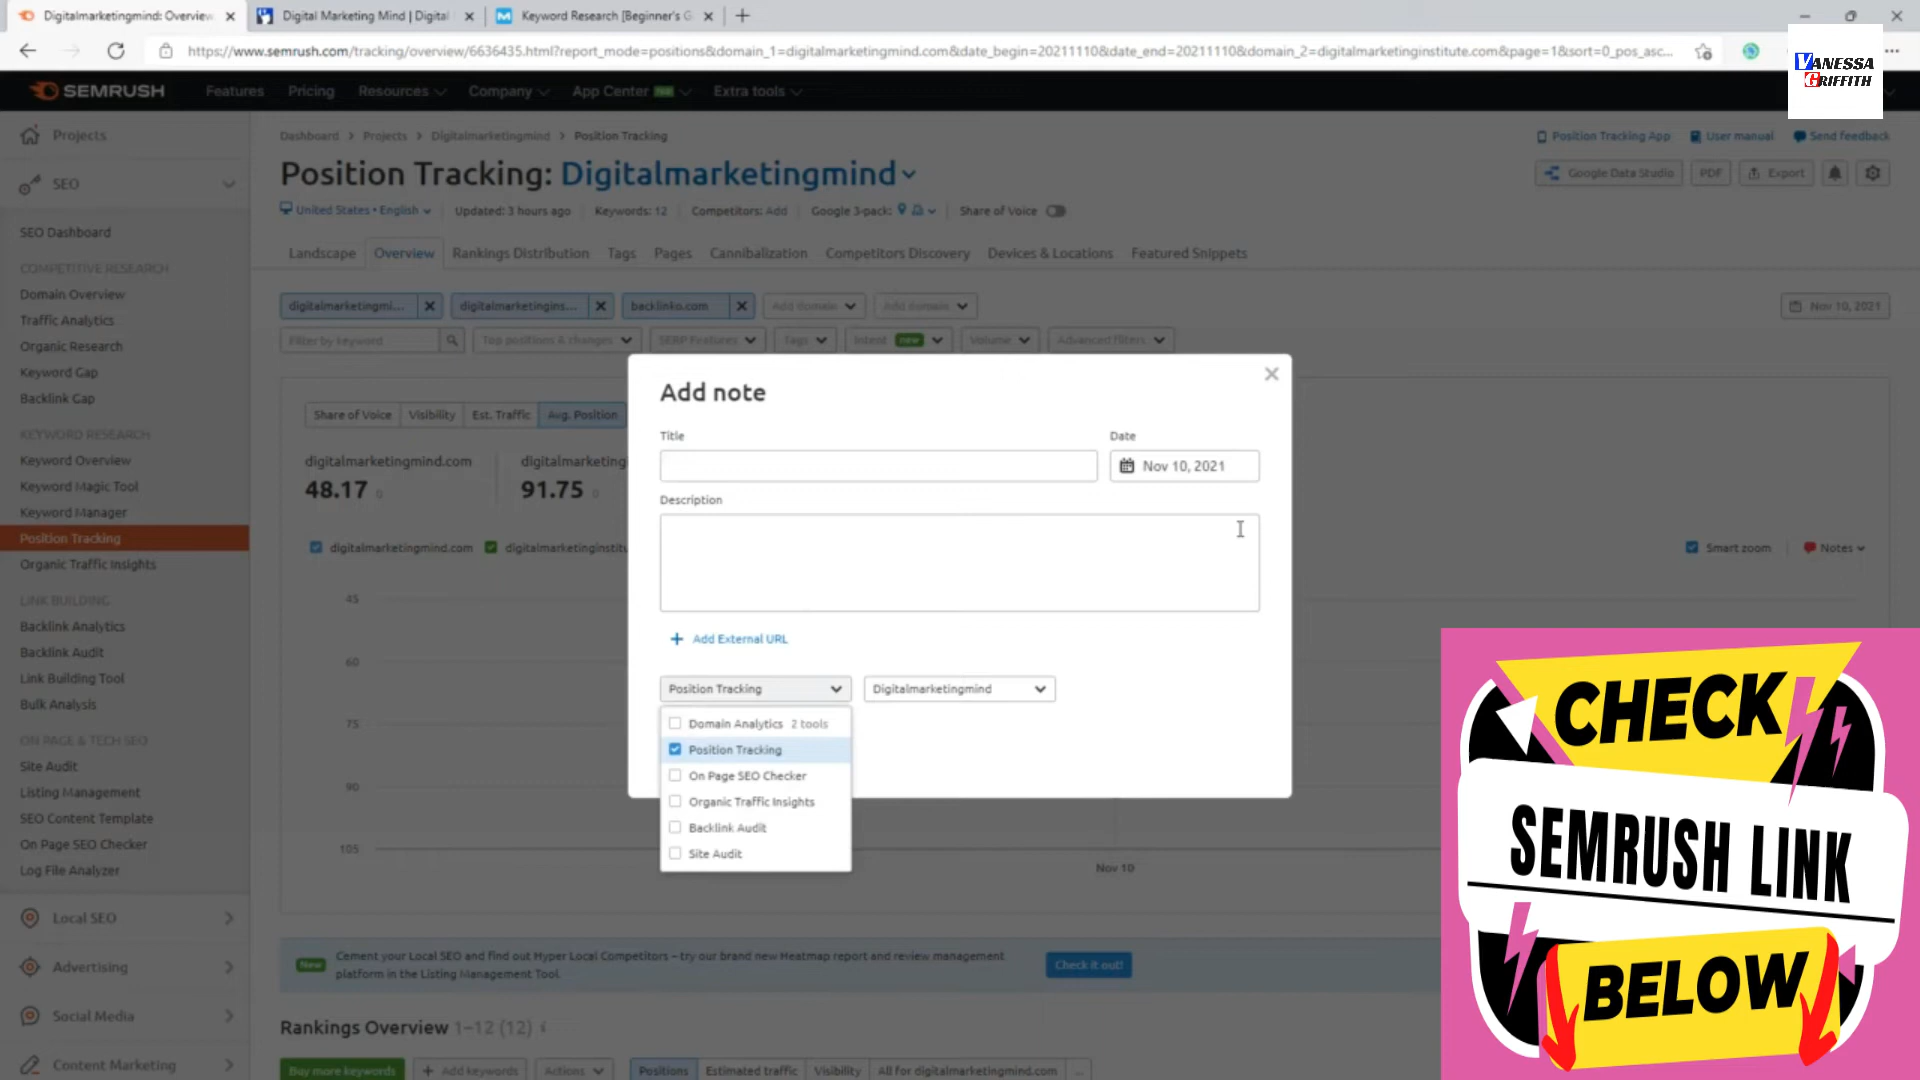 Digitalmarketingmind: Overview
Digital Marketing Mind | Digital
Keyword Research [Beginner's G
https://www.semrush.com/tracking/overview/6636435.html?report_mode=positions&domain_1=digitalmarketingmind.com&date_begin=20211110&date_end=20211110&domain_2=digitalmarketinginstitute.com&page=1&sort=0_pos_asc...
VANESSA
GRIFFITH
SEMRUSH Features Pricing Resources Company App Center Extra tools
Projects
SEO
SEO Dashboard
COMPETITIVE RESEARCH
Domain Overview
Traffic Analytics
Organic Research
Keyword Gap
Backlink Gap
KEYWORD RESEARCH
Keyword Overview
Keyword Magic Tool
Keyword Manager
Position Tracking
Organic Traffic Insights
LINK BUILDING
Backlink Analytics
Backlink Audit
Link Building Tool
Bulk Analysis
ON PAGE & TECH SEO
Site Audit
Listing Management
SEO Content Template
On Page SEO Checker
Log File Analyzer
Local SEO
Advertising
Social Media
Content Marketing
Dashboard > Projects > Digitalmarketingmind > Position Tracking
Position Tracking App User manual Send feedback
Position Tracking: Digitalmarketingmind
Google Data Studio PDF Export
United States • English Updated: 3 hours ago Keywords: 12 Competitors: Add Google 3-pack: Share of Voice
Landscape Overview Rankings Distribution Tags Pages Cannibalization Competitors Discovery Devices & Locations Featured Snippets
digitalmarketingmi... digitalmarketingins... backlinko.com Add domain Add domain Nov 10, 2021
Filter by keyword Top positions & changes SERP Features Tags Intent new Volume Advanced filters
Share of Voice Visibility Est. Traffic Avg. Position
digitalmarketingmind.com digitalmarketing
48.17 0 91.75 0
digitalmarketingmind.com digitalmarketinginstitu
Smart zoom Notes
45
60
75
90
105
Nov 10
Add note
Title Date
Nov 10, 2021
Description
+ Add External URL
Position Tracking Digitalmarketingmind
Domain Analytics 2 tools
Position Tracking
On Page SEO Checker
Organic Traffic Insights
Backlink Audit
Site Audit
New Cement your Local SEO and find out Hyper Local Competitors – try our brand new Heatmap report and review management
platform in the Listing Management Tool
Check it out!
Rankings Overview 1–12 (12)
Buy more keywords + Add keywords Actions Positions Estimated traffic Visibility All for digitalmarketingmind.com ...
CHECK
SEMRUSH LINK
BELOW